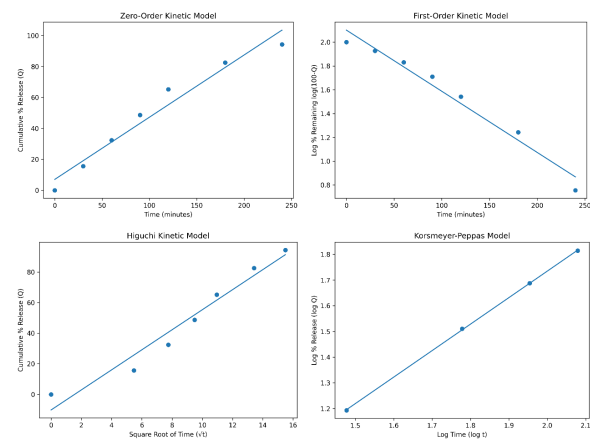 Zero-Order Kinetic Model
Cumulative % Release (Q)
100
80
60
40
20
0
0 50 100 150 200 250
Time (minutes)
First-Order Kinetic Model
Log % Remaining log(100-Q)
2.0
1.8
1.6
1.4
1.2
1.0
0.8
0 50 100 150 200 250
Time (minutes)
Higuchi Kinetic Model
Cumulative % Release (Q)
80
60
40
20
0
0 2 4 6 8 10 12 14 16
Square Root of Time (√t)
Korsmeyer-Peppas Model
Log % Release (log Q)
1.8
1.7
1.6
1.5
1.4
1.3
1.2
1.5 1.6 1.7 1.8 1.9 2.0 2.1
Log Time (log t)